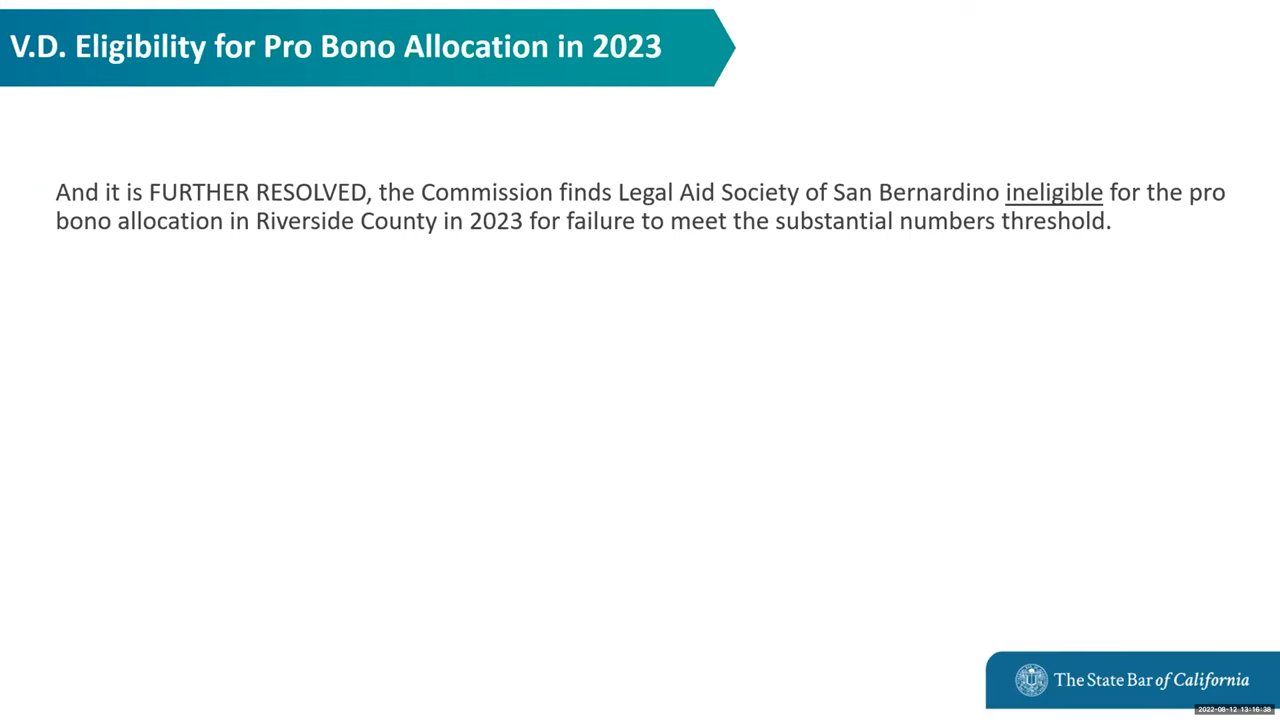 V.D. Eligibility for Pro Bono Allocation in 2023
And it is FURTHER RESOLVED, the Commission finds Legal Aid Society of San Bernardino ineligible for the pro
bono allocation in Riverside County in 2023 for failure to meet the substantial numbers threshold.
The State Bar of California
2022-08-12 13:16:38